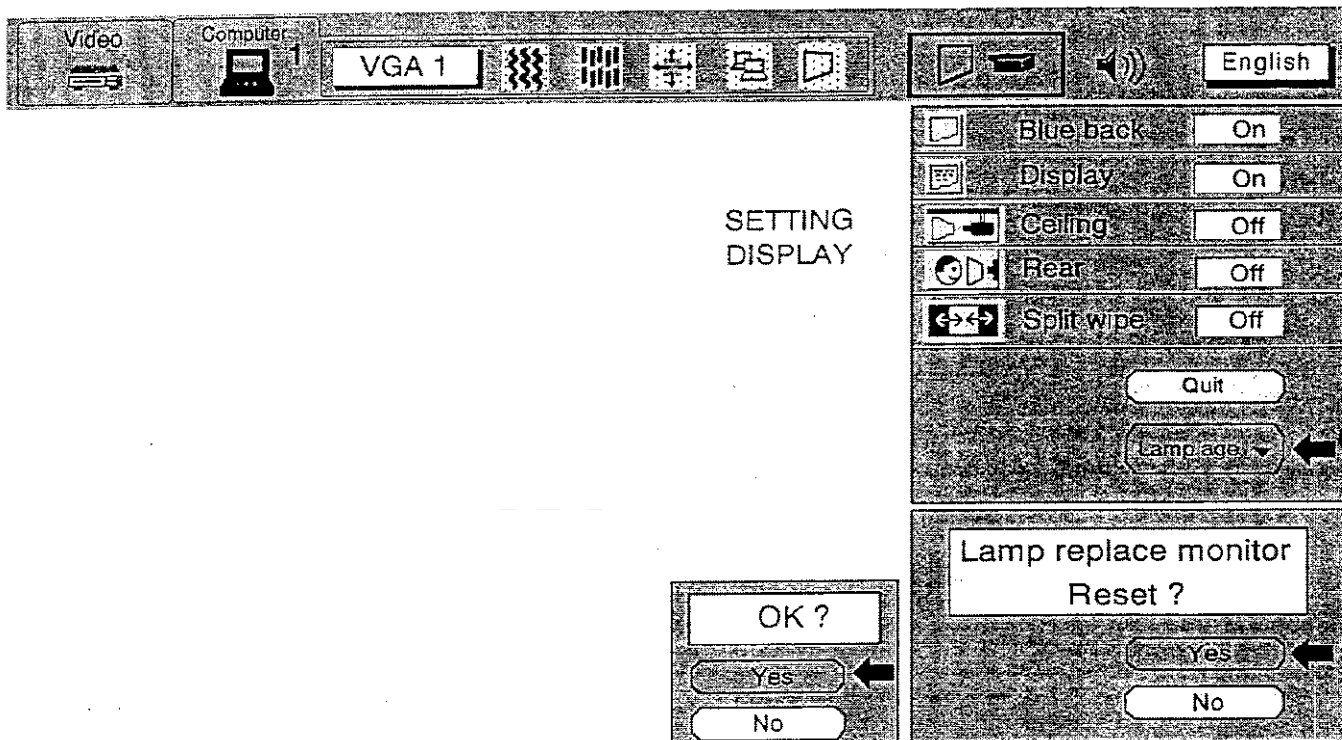 Video
Computer 1
VGA 1
English
Blue back On
Display On
SETTING
DISPLAY
Ceiling Off
Rear Off
Split wipe Off
Quit
Lamp age
Lamp replace monitor
Reset ?
Yes
No
OK ?
Yes
No